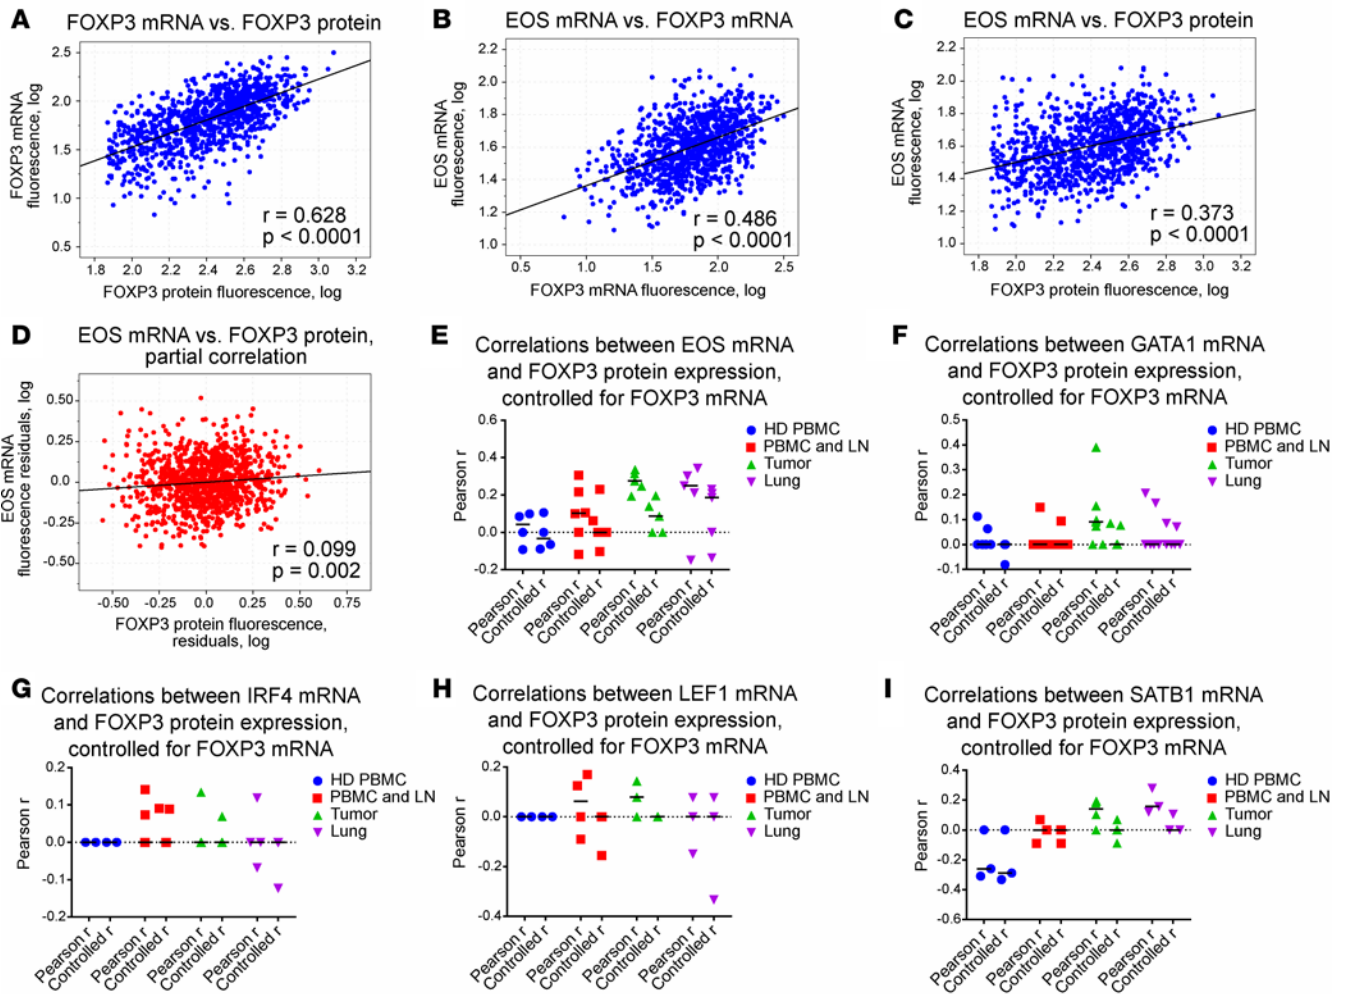 A
FOXP3 mRNA vs. FOXP3 protein
FOXP3 mRNA
fluorescence, log
2.5
2.0
1.5
1.0
0.5
r = 0.628
p < 0.0001
1.8 2.0 2.2 2.4 2.6 2.8 3.0 3.2
FOXP3 protein fluorescence, log
B
EOS mRNA vs. FOXP3 mRNA
EOS mRNA
fluorescence, log
2.2
2.0
1.8
1.6
1.4
1.2
1.0
r = 0.486
p < 0.0001
0.5 1.0 1.5 2.0 2.5
FOXP3 mRNA fluorescence, log
C
EOS mRNA vs. FOXP3 protein
EOS mRNA
fluorescence, log
2.2
2.0
1.8
1.6
1.4
1.2
1.0
r = 0.373
p < 0.0001
1.8 2.0 2.2 2.4 2.6 2.8 3.0 3.2
FOXP3 protein fluorescence, log
D
EOS mRNA vs. FOXP3 protein,
partial correlation
EOS mRNA
fluorescence residuals, log
0.50
0.25
0.0
-0.25
-0.50
r = 0.099
p = 0.002
-0.50 -0.25 0.0 0.25 0.50 0.75
FOXP3 protein fluorescence,
residuals, log
E
Correlations between EOS mRNA
and FOXP3 protein expression,
controlled for FOXP3 mRNA
Pearson r
0.6
0.4
0.2
0.0
-0.2
HD PBMC
PBMC and LN
Tumor
Lung
Pearson r
Controlled r
Pearson r
Controlled r
Pearson r
Controlled r
Pearson r
Controlled r
F
Correlations between GATA1 mRNA
and FOXP3 protein expression,
controlled for FOXP3 mRNA
Pearson r
0.5
0.4
0.3
0.2
0.1
0.0
-0.1
HD PBMC
PBMC and LN
Tumor
Lung
Pearson r
Controlled r
Pearson r
Controlled r
Pearson r
Controlled r
Pearson r
Controlled r
G
Correlations between IRF4 mRNA
and FOXP3 protein expression,
controlled for FOXP3 mRNA
Pearson r
0.2
0.1
0.0
-0.1
-0.2
HD PBMC
PBMC and LN
Tumor
Lung
Pearson r
Controlled r
Pearson r
Controlled r
Pearson r
Controlled r
Pearson r
Controlled r
H
Correlations between LEF1 mRNA
and FOXP3 protein expression,
controlled for FOXP3 mRNA
Pearson r
0.2
0.0
-0.2
-0.4
HD PBMC
PBMC and LN
Tumor
Lung
Pearson r
Controlled r
Pearson r
Controlled r
Pearson r
Controlled r
Pearson r
Controlled r
I
Correlations between SATB1 mRNA
and FOXP3 protein expression,
controlled for FOXP3 mRNA
Pearson r
0.4
0.2
0.0
-0.2
-0.4
-0.6
HD PBMC
PBMC and LN
Tumor
Lung
Pearson r
Controlled r
Pearson r
Controlled r
Pearson r
Controlled r
Pearson r
Controlled r